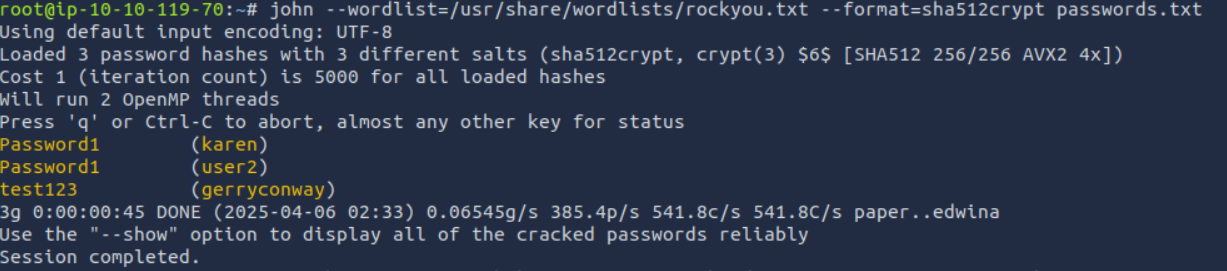 root@ip-10-10-119-70:~# john --wordlist=/usr/share/wordlists/rockyou.txt --format=sha512crypt passwords.txt
Using default input encoding: UTF-8
Loaded 3 password hashes with 3 different salts (sha512crypt, crypt(3) $6$ [SHA512 256/256 AVX2 4x])
Cost 1 (iteration count) is 5000 for all loaded hashes
Will run 2 OpenMP threads
Press 'q' or Ctrl-C to abort, almost any other key for status
Password1        (karen)
Password1        (user2)
test123          (gerryconway)
3g 0:00:00:45 DONE (2025-04-06 02:33) 0.06545g/s 385.4p/s 541.8c/s 541.8C/s paper..edwina
Use the "--show" option to display all of the cracked passwords reliably
Session completed.